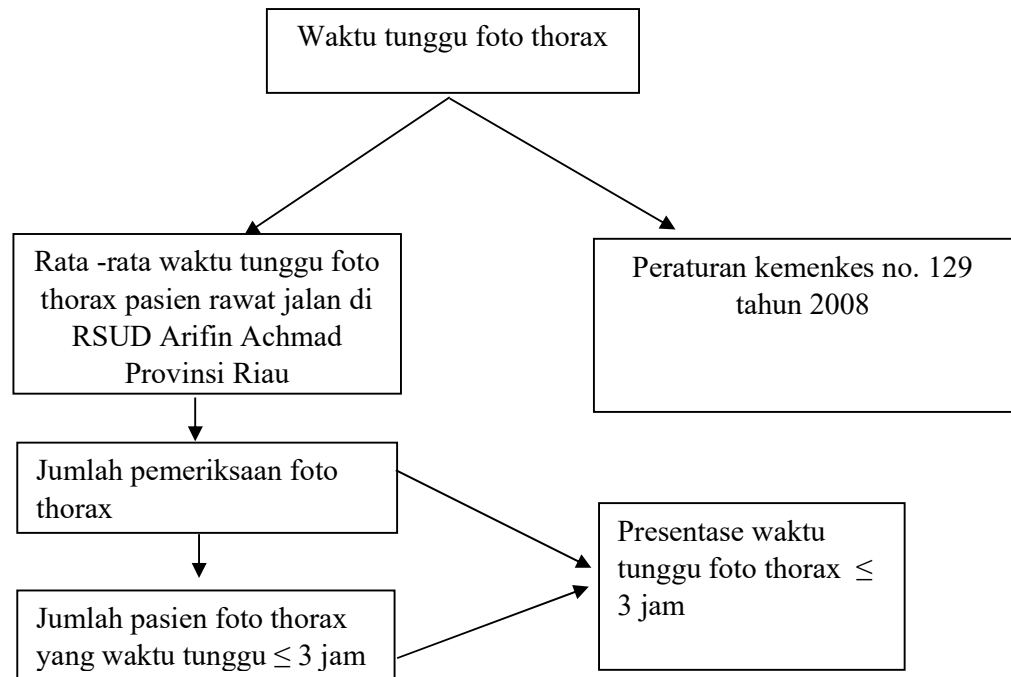 Waktu tunggu foto thorax
Rata -rata waktu tunggu foto
thorax pasien rawat jalan di
RSUD Arifin Achmad
Provinsi Riau
Peraturan kemenkes no. 129
tahun 2008
Jumlah pemeriksaan foto
thorax
Presentase waktu
tunggu foto thorax ≤
3 jam
Jumlah pasien foto thorax
yang waktu tunggu ≤ 3 jam